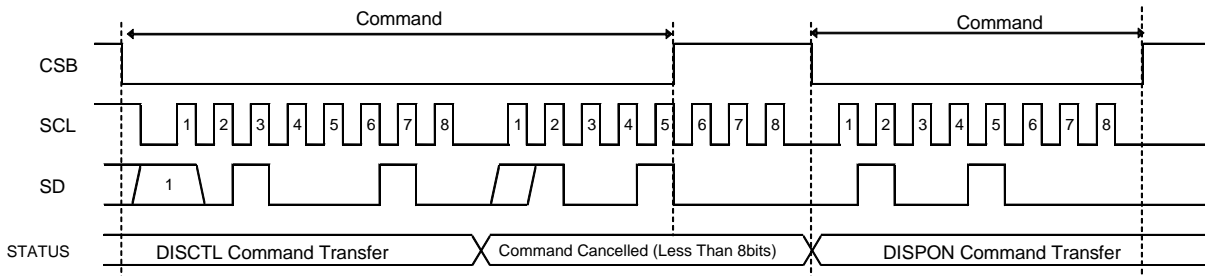 Command Command
CSB
SCL 1 2 3 4 5 6 7 8 1 2 3 4 5 6 7 8 1 2 3 4 5 6 7 8
SD 1
STATUS DISCTL Command Transfer Command Cancelled (Less Than 8bits) DISPON Command Transfer